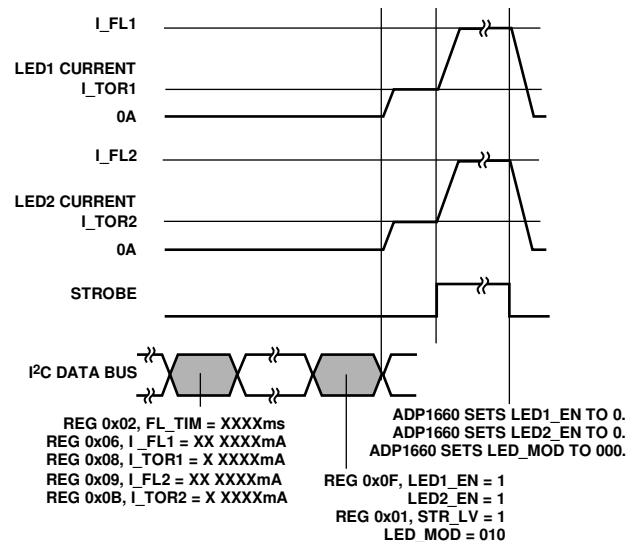 I_FL1
LED1 CURRENT
I_TOR1
0A
I_FL2
LED2 CURRENT
I_TOR2
0A
STROBE
I2C DATA BUS
REG 0x02, FL_TIM = XXXXms
REG 0x06, I_FL1 = XX XXXXmA
REG 0x08, I_TOR1 = X XXXXmA
REG 0x09, I_FL2 = XX XXXXmA
REG 0x0B, I_TOR2 = X XXXXmA
REG 0x0F, LED1_EN = 1
LED2_EN = 1
REG 0x01, STR_LV = 1
LED_MOD = 010
ADP1660 SETS LED1_EN TO 0.
ADP1660 SETS LED2_EN TO 0.
ADP1660 SETS LED_MOD TO 000.